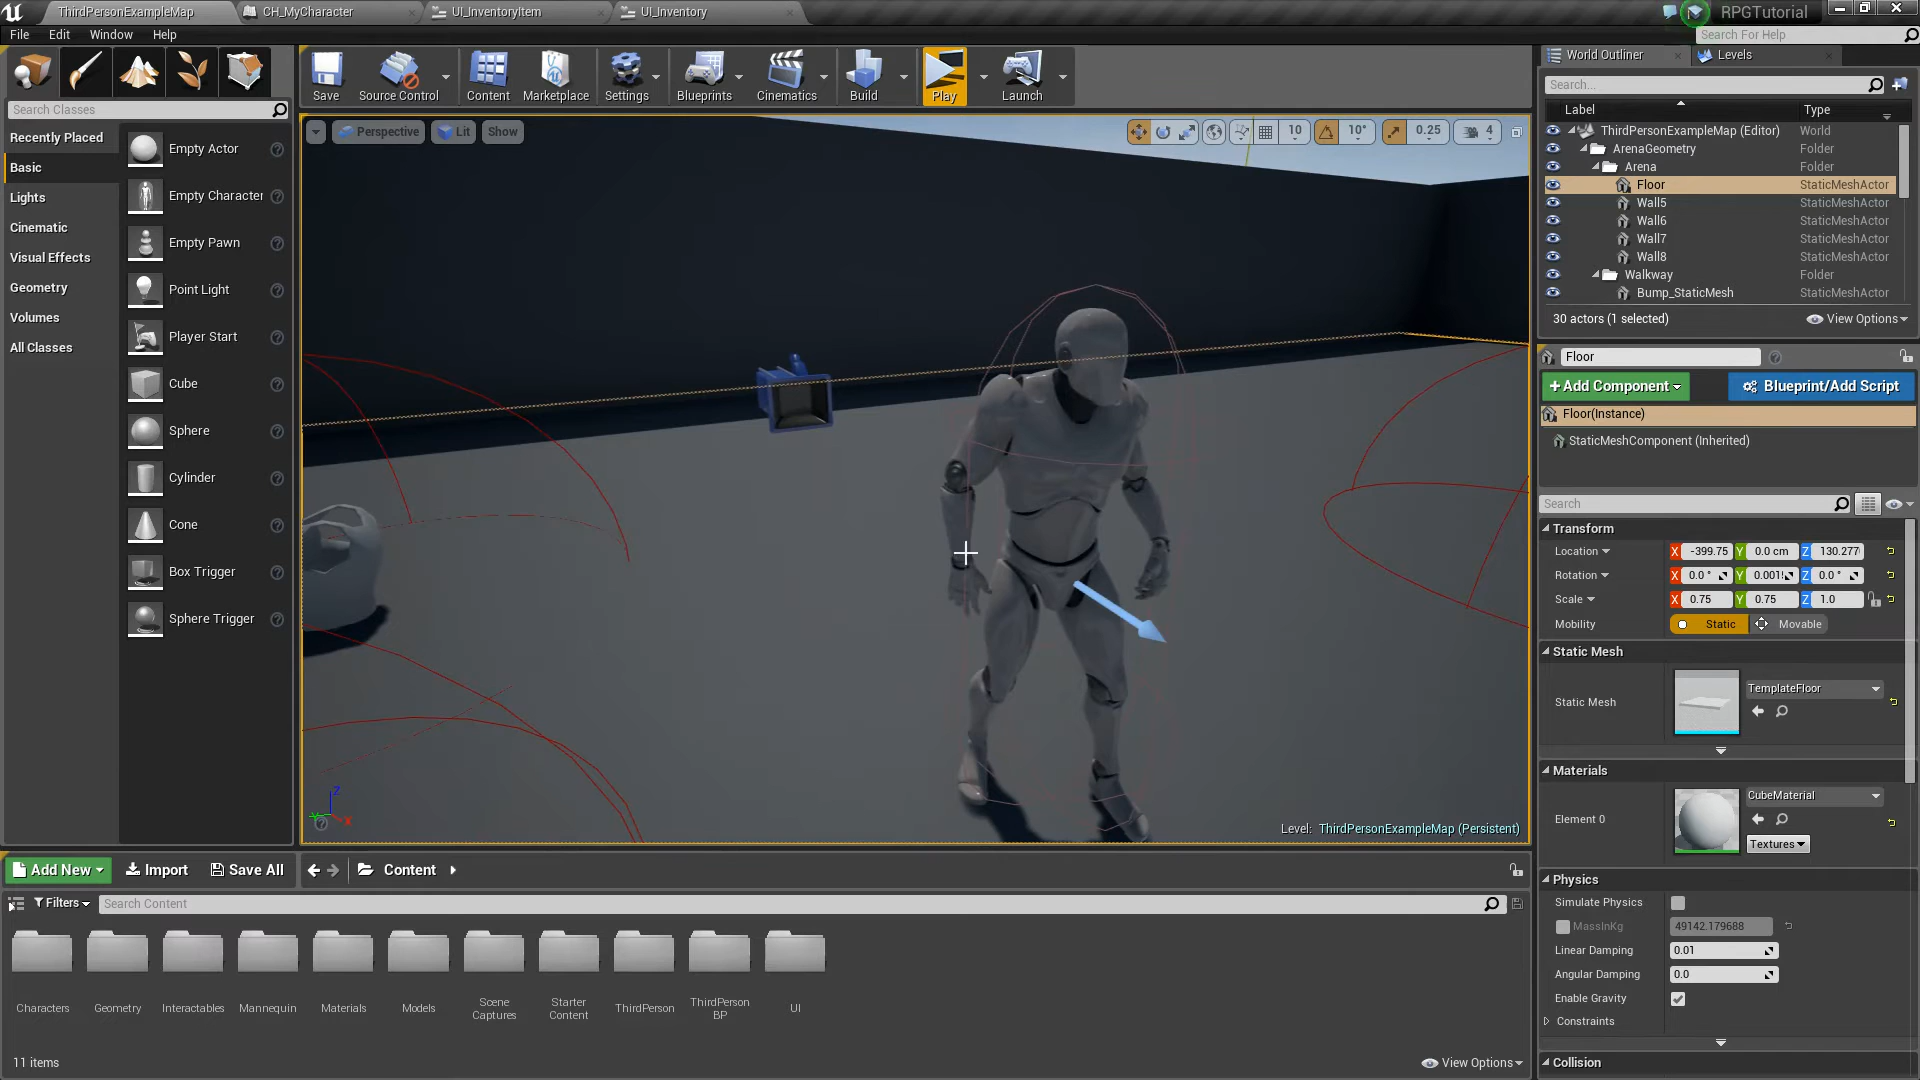 ThirdPersonExampleMap
CH_MyCharacter
UI_InventoryItem
UI_Inventory
RPGTutorial
File Edit Window Help
Search For Help
Save
Source Control
Content
Marketplace
Settings
Blueprints
Cinematics
Build
Play
Launch
World Outliner
Levels
Search Classes
Search...
Label Type
Recently Placed
Basic
Lights
Cinematic
Visual Effects
Geometry
Volumes
All Classes
Empty Actor
Empty Character
Empty Pawn
Point Light
Player Start
Cube
Sphere
Cylinder
Cone
Box Trigger
Sphere Trigger
Perspective Lit Show
10 10° 0.25 4
Z
Y
X
Level: ThirdPersonExampleMap (Persistent)
ThirdPersonExampleMap (Editor) World
ArenaGeometry Folder
Arena Folder
Floor StaticMeshActor
Wall5 StaticMeshActor
Wall6 StaticMeshActor
Wall7 StaticMeshActor
Wall8 StaticMeshActor
Walkway Folder
Bump_StaticMesh StaticMeshActor
30 actors (1 selected) View Options
Floor
+ Add Component Blueprint/Add Script
Floor(Instance)
StaticMeshComponent (Inherited)
Search
Transform
Location X -399.75 Y 0.0 cm Z 130.277
Rotation X 0.0 ° Y 0.001 Z 0.0 °
Scale X 0.75 Y 0.75 Z 1.0
Mobility Static Movable
Static Mesh
Static Mesh TemplateFloor
Materials
Element 0 CubeMaterial
Textures
Physics
Simulate Physics
MassInKg 49142.179688
Linear Damping 0.01
Angular Damping 0.0
Enable Gravity
Constraints
Collision
Add New Import Save All Content
Filters Search Content
Characters
Geometry
Interactables
Mannequin
Materials
Models
Scene Captures
Starter Content
ThirdPerson
ThirdPerson BP
UI
11 items
View Options